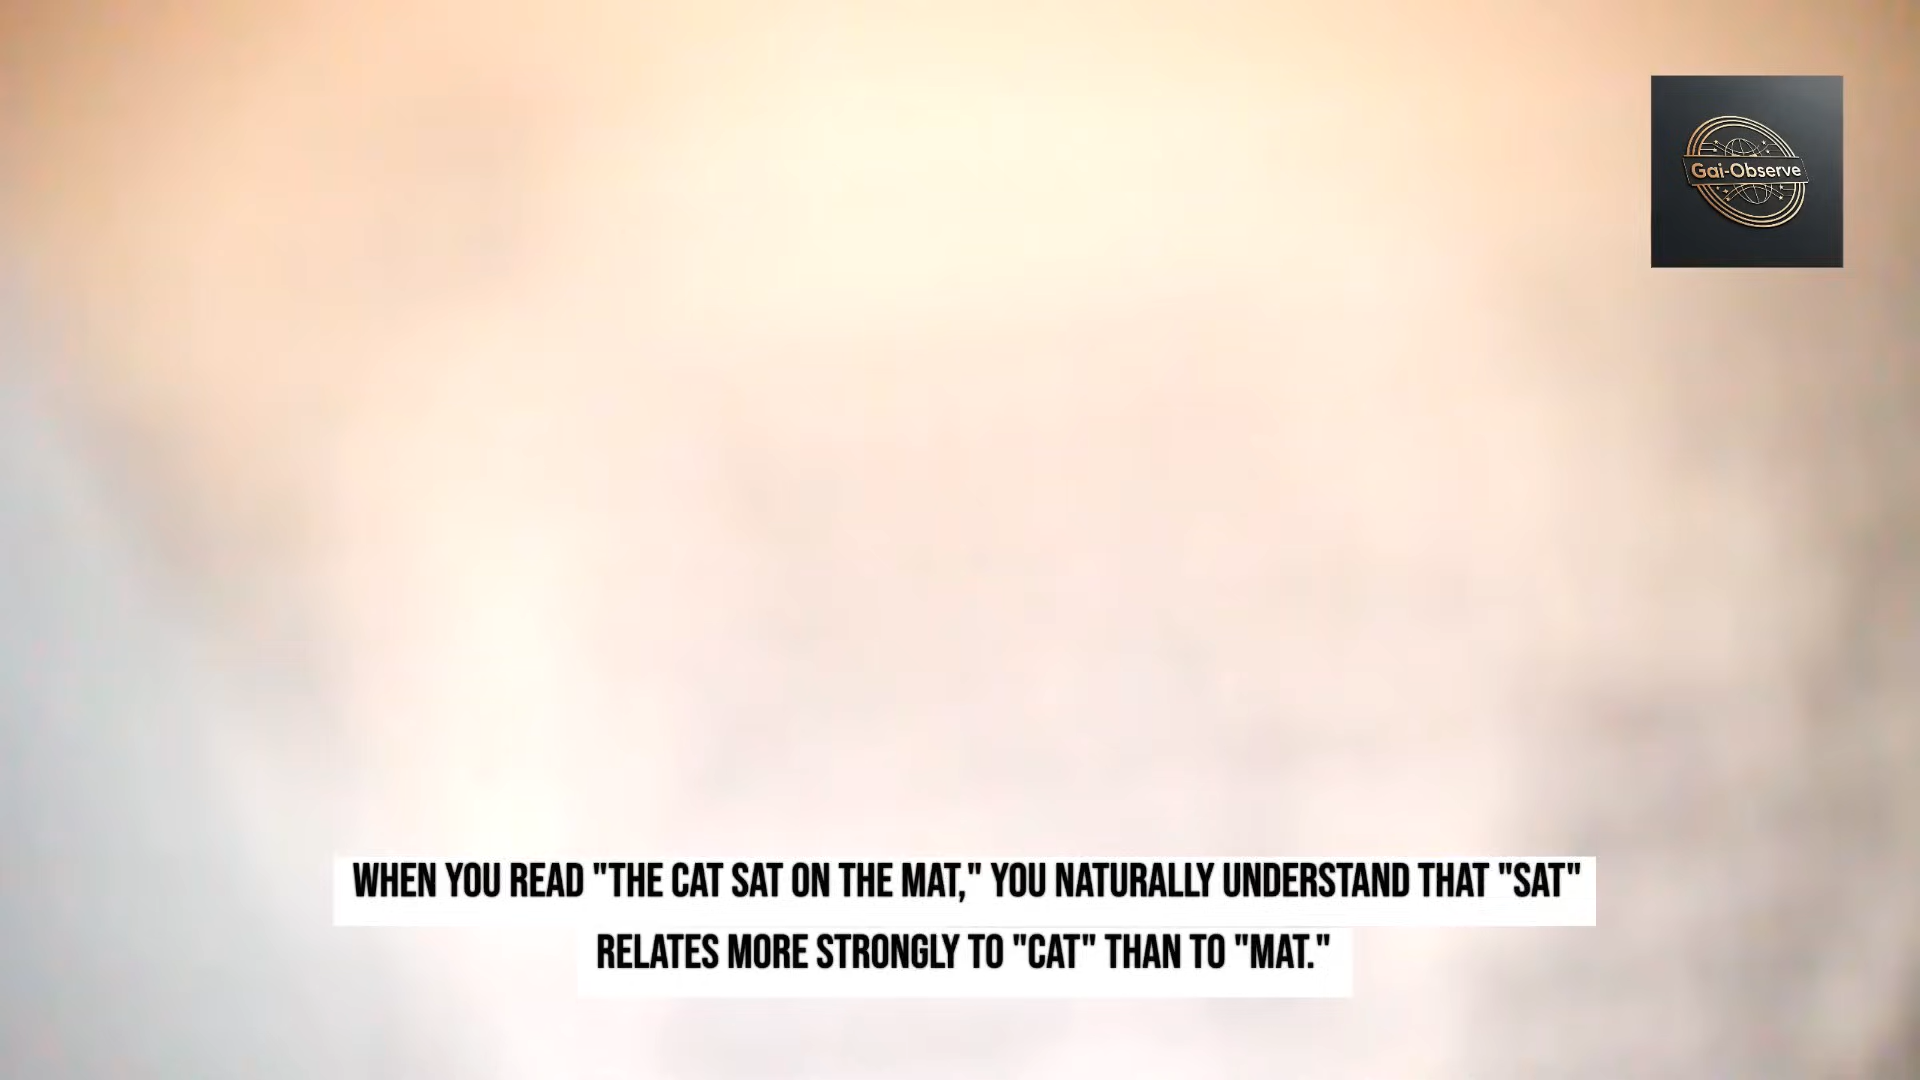 Gai-Observe
WHEN YOU READ "THE CAT SAT ON THE MAT," YOU NATURALLY UNDERSTAND THAT "SAT"
RELATES MORE STRONGLY TO "CAT" THAN TO "MAT."